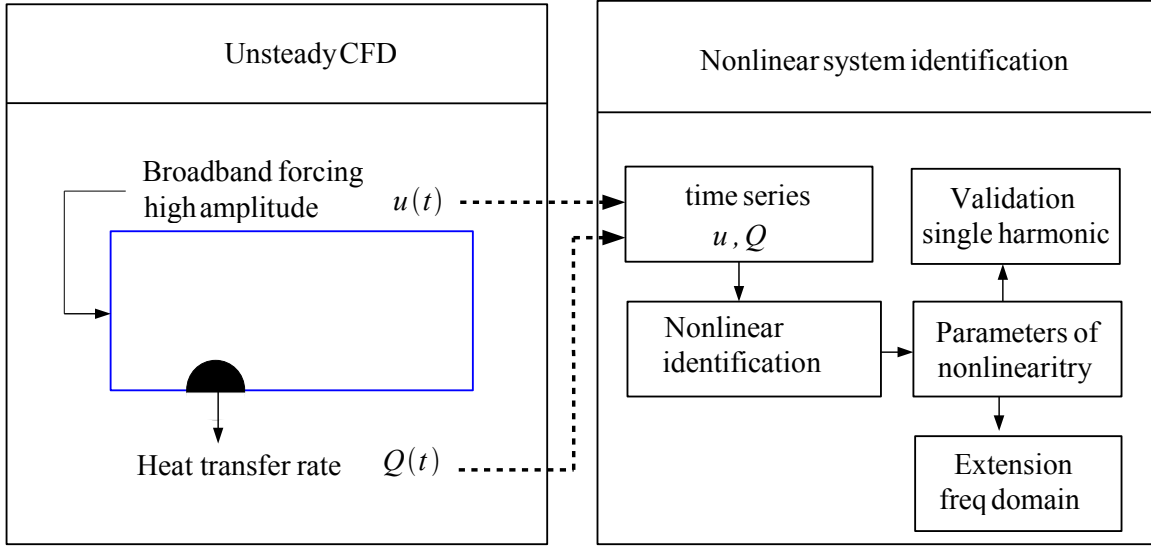 Unsteady CFD
Broadband forcing
high amplitude
u(t)
Heat transfer rate
Q(t)
Nonlinear system identification
time series
u , Q
Validation
single harmonic
Nonlinear
identification
Parameters of
nonlinearitry
Extension
freq domain